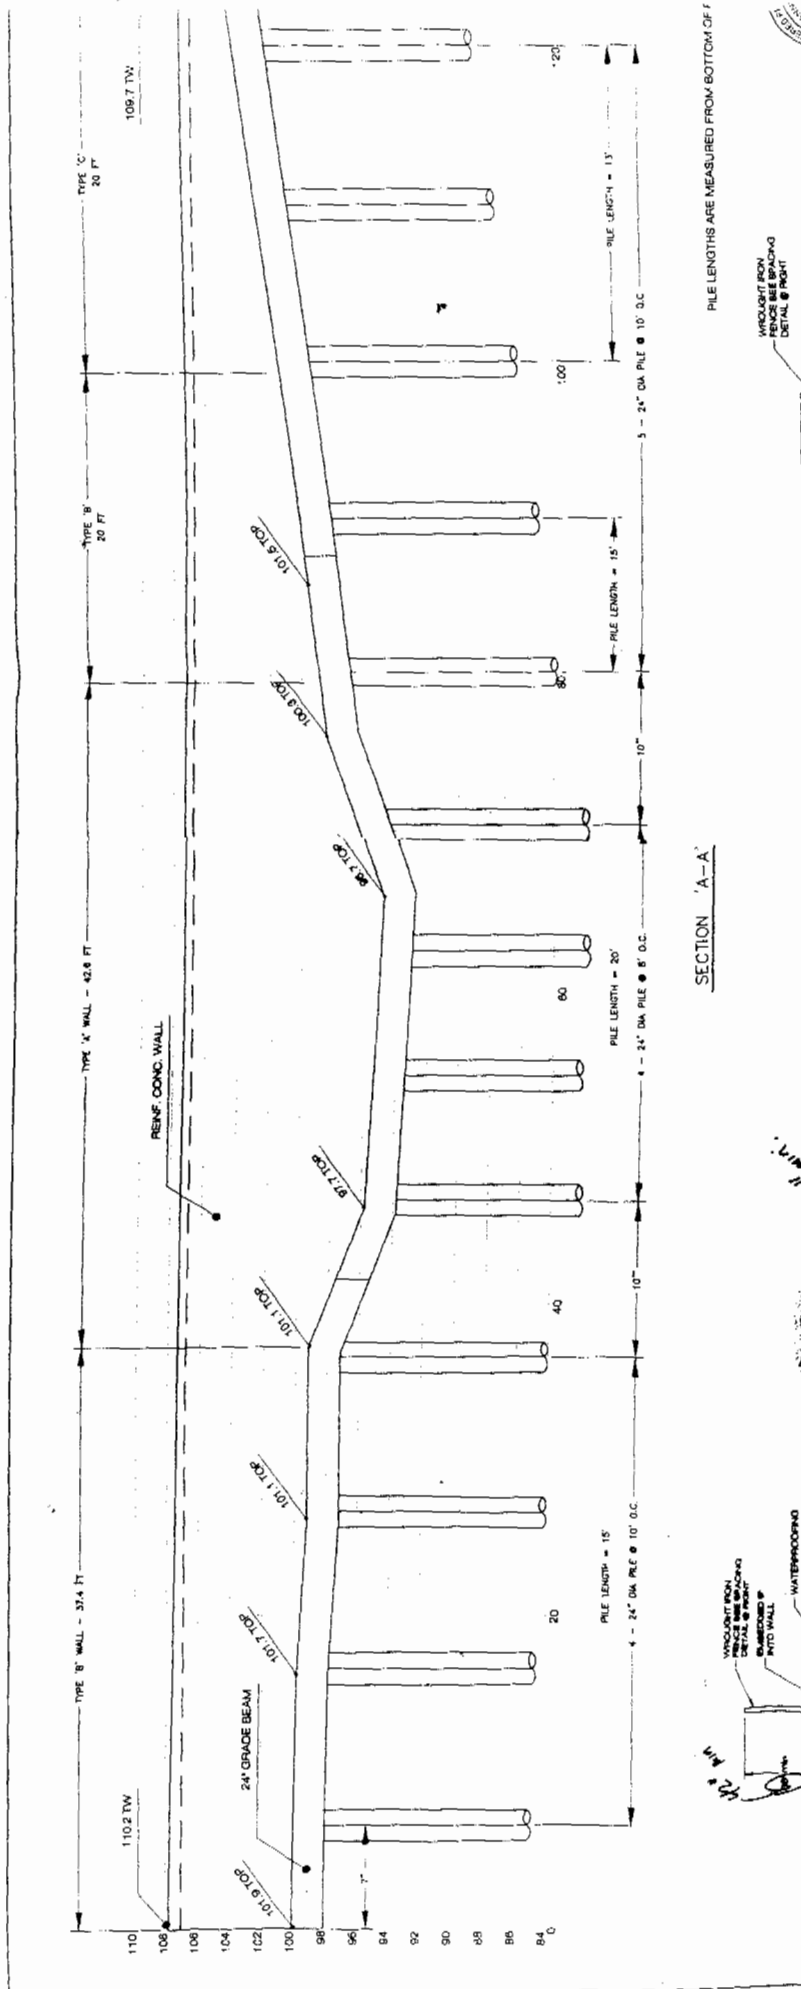 TYPE 'B' WALL - 37.4 FT
TYPE 'A' WALL - 42.6 FT
TYPE 'B'
20 FT
TYPE 'C'
20 FT
110.2 TW
REINF. CONC. WALL
109.7 TW
24" GRADE BEAM
101.9 TOP
101.7 TOP
101.1 TOP
101.1 TOP
97.7 TOP
100.3 TOP
101.5 TOP
110
108
106
104
102
100
98
96
94
92
90
88
86
84
0
20
40
60
80
100
120
7'
PILE LENGTH = 15'
4 - 24" DIA PILE @ 10' O.C.
10"
PILE LENGTH = 20'
4 - 24" DIA PILE @ 8' O.C.
10"
PILE LENGTH = 15'
PILE LENGTH = 13'
5 - 24" DIA PILE @ 10' O.C
SECTION 'A-A'
PILE LENGTHS ARE MEASURED FROM BOTTOM OF
WROUGHT IRON
FENCE SEE SPACING
DETAIL @ RIGHT
EMBEDDED
INTO WALL
WATERPROOFING
WROUGHT IRON
FENCE SEE SPACING
DETAIL @ RIGHT